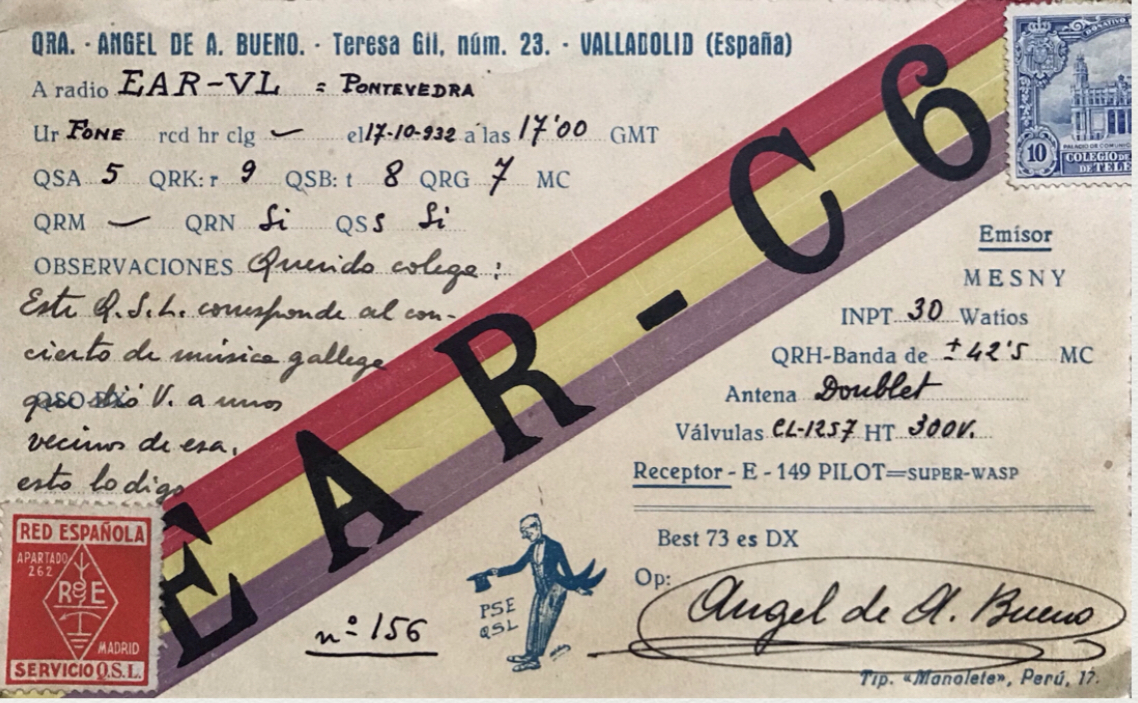 QRA. - ANGEL DE A. BUENO. - Teresa Gil, núm. 23. - VALLADOLID (España)
A radio EAR-VL = PONTEVEDRA
Ur FONE rcd hr clg — el 17-10-932 a las 17'00 GMT
QSA 5 QRK: r 9 QSB: t 8 QRG 7 MC
QRM — QRN Si QSS Si
OBSERVACIONES Querido colega:
Este Q.S.L. corresponde al con-
cierto de música gallega
que dió V. a unos
vecinos de esa,
esto lo digo
EAR-C6
10
COLEGIO DE
DE TELE
Emisor
MESNY
INPT 30 Watios
QRH-Banda de ±42'5 MC
Antena Doublet
Válvulas CL-1257 HT 300V.
Receptor - E - 149 PILOT=SUPER-WASP
Best 73 es DX
Op: Angel de A. Bueno
Tip. «Manolete», Perú, 17.
PSE
QSL
nº 156
RED ESPAÑOLA
APARTADO
262
R E
MADRID
SERVICIO Q.S.L.